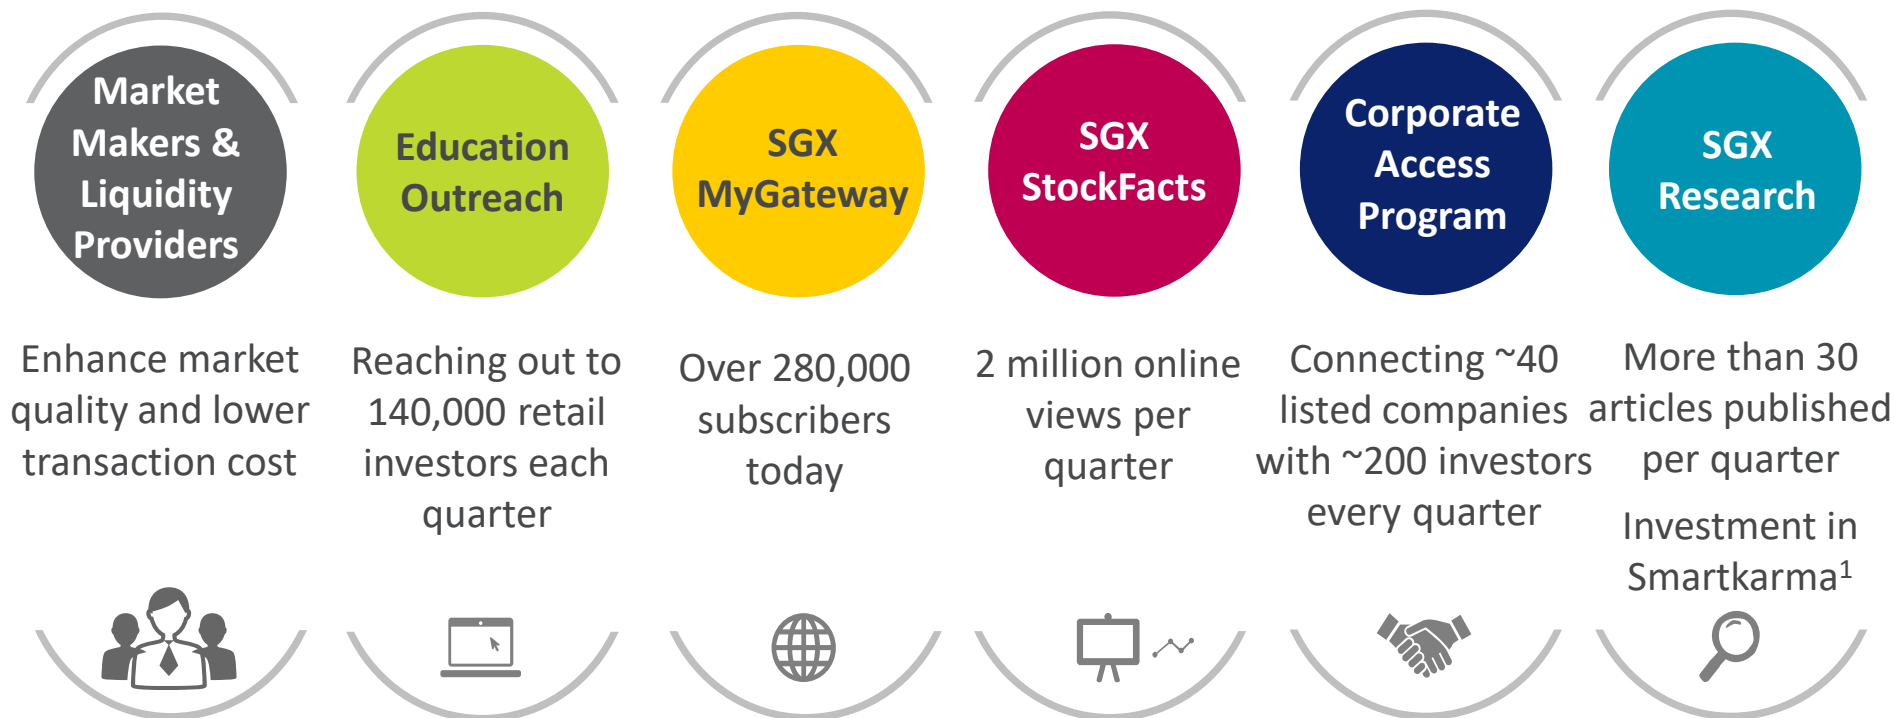 Market
Makers &
Liquidity
Providers
Enhance market
quality and lower
transaction cost
Education
Outreach
Reaching out to
140,000 retail
investors each
quarter
SGX
MyGateway
Over 280,000
subscribers
today
SGX
StockFacts
2 million online
views per
quarter
Corporate
Access
Program
Connecting ~40
listed companies
with ~200 investors
every quarter
SGX
Research
More than 30
articles published
per quarter
Investment in
Smartkarma¹